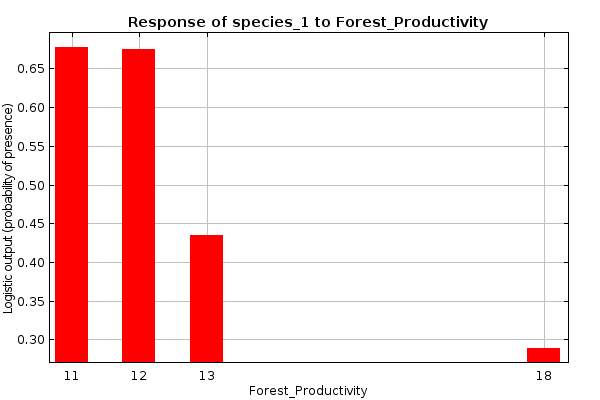 Response of species_1 to Forest_Productivity
Logistic output (probability of presence)
0.65
0.60
0.55
0.50
0.45
0.40
0.35
0.30
11 12 13 18
Forest_Productivity